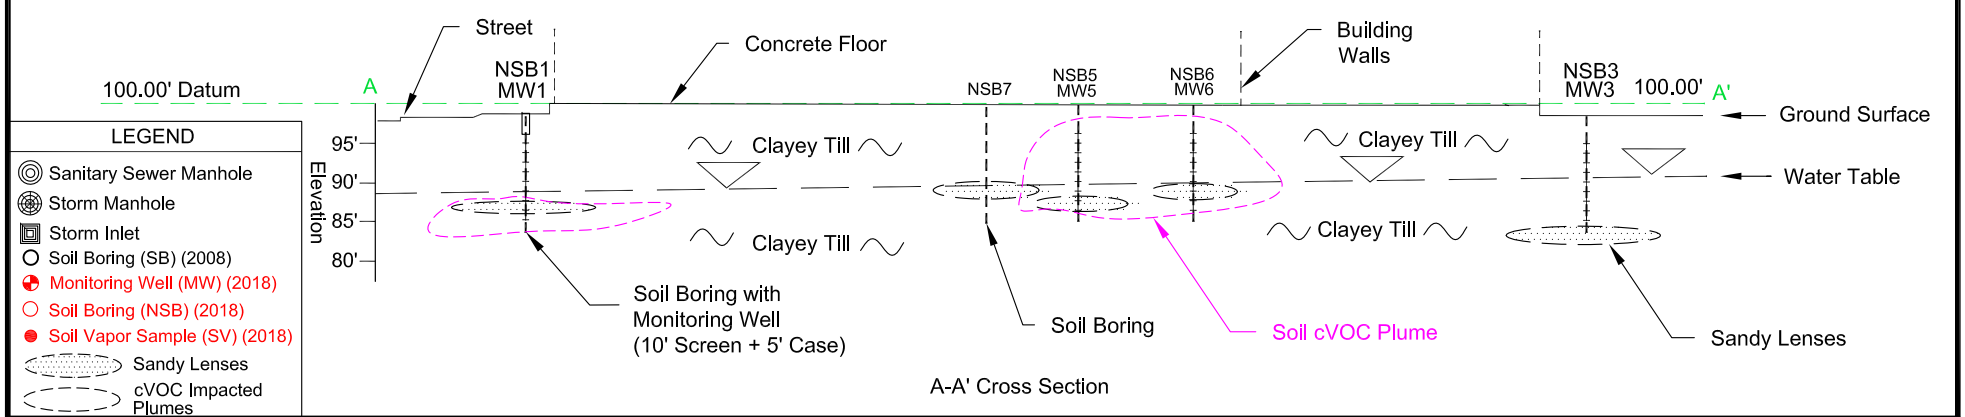 Street
Concrete Floor
Building
Walls
NSB1
MW1
NSB7
NSB5
MW5
NSB6
MW6
NSB3
MW3
100.00' Datum
A
100.00'
A'
Ground Surface
LEGEND
Sanitary Sewer Manhole
Storm Manhole
Storm Inlet
Soil Boring (SB) (2008)
Monitoring Well (MW) (2018)
Soil Boring (NSB) (2018)
Soil Vapor Sample (SV) (2018)
Sandy Lenses
cVOC Impacted
Plumes
Elevation
95'
90'
85'
80'
Clayey Till
Clayey Till
Clayey Till
Clayey Till
Water Table
Soil Boring with
Monitoring Well
(10' Screen + 5' Case)
Soil Boring
Soil cVOC Plume
Sandy Lenses
A-A' Cross Section